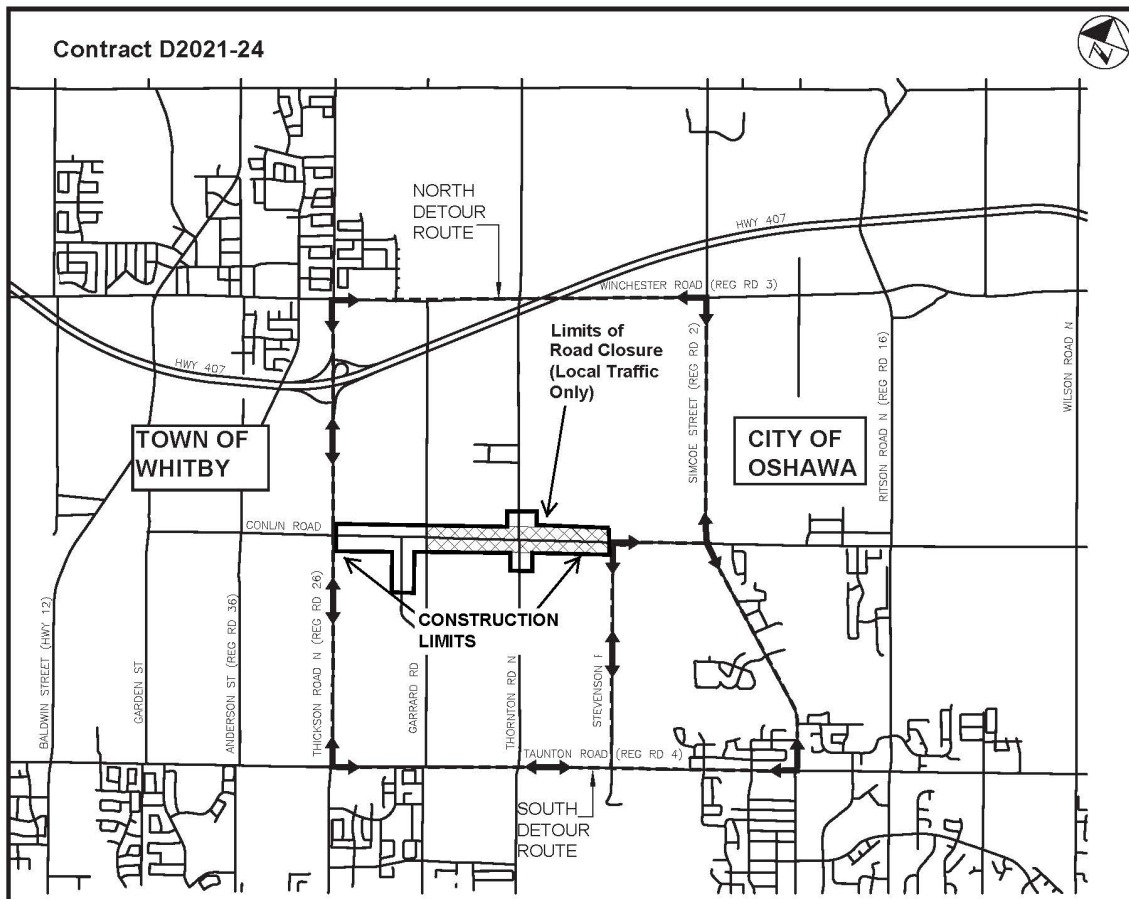 Contract D2021-24
N
NORTH
DETOUR
ROUTE
HWY 407
WINCHESTER ROAD (REG RD 3)
Limits of
Road Closure
(Local Traffic
Only)
HWY 407
SIMCOE STREET (REG RD 2)
RITSON ROAD N (REG RD 16)
WILSON ROAD N
TOWN OF
WHITBY
CITY OF
OSHAWA
CONLIN ROAD
CONSTRUCTION
LIMITS
BALDWIN STREET (HWY 12)
GARDEN ST
ANDERSON ST (REG RD 36)
THICKSON ROAD N (REG RD 26)
GARRARD RD
THORNTON RD N
STEVENSON
TAUNTON ROAD (REG RD 4)
SOUTH
DETOUR
ROUTE